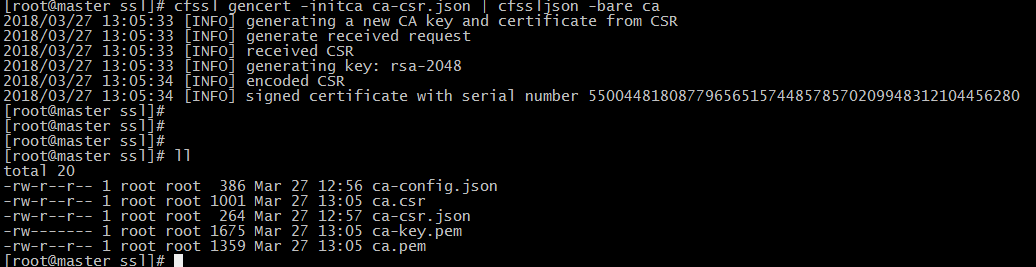 [root@master ssl]# cfssl gencert -initca ca-csr.json | cfssljson -bare ca
2018/03/27 13:05:33 [INFO] generating a new CA key and certificate from CSR
2018/03/27 13:05:33 [INFO] generate received request
2018/03/27 13:05:33 [INFO] received CSR
2018/03/27 13:05:33 [INFO] generating key: rsa-2048
2018/03/27 13:05:34 [INFO] encoded CSR
2018/03/27 13:05:34 [INFO] signed certificate with serial number 550044818087796565157448578570209948312104456280
[root@master ssl]#
[root@master ssl]#
[root@master ssl]#
[root@master ssl]# ll
total 20
-rw-r--r-- 1 root root  386 Mar 27 12:56 ca-config.json
-rw-r--r-- 1 root root 1001 Mar 27 13:05 ca.csr
-rw-r--r-- 1 root root  264 Mar 27 12:57 ca-csr.json
-rw------- 1 root root 1675 Mar 27 13:05 ca-key.pem
-rw-r--r-- 1 root root 1359 Mar 27 13:05 ca.pem
[root@master ssl]#